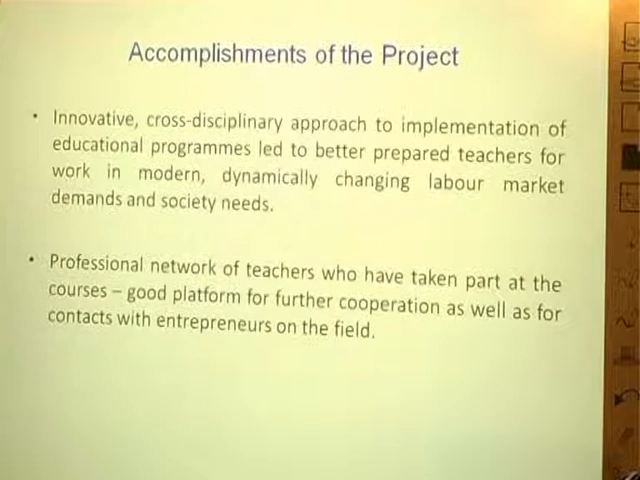 Accomplishments of the Project
• Innovative, cross-disciplinary approach to implementation of
educational programmes led to better prepared teachers for
work in modern, dynamically changing labour market
demands and society needs.
• Professional network of teachers who have taken part at the
courses – good platform for further cooperation as well as for
contacts with entrepreneurs on the field.